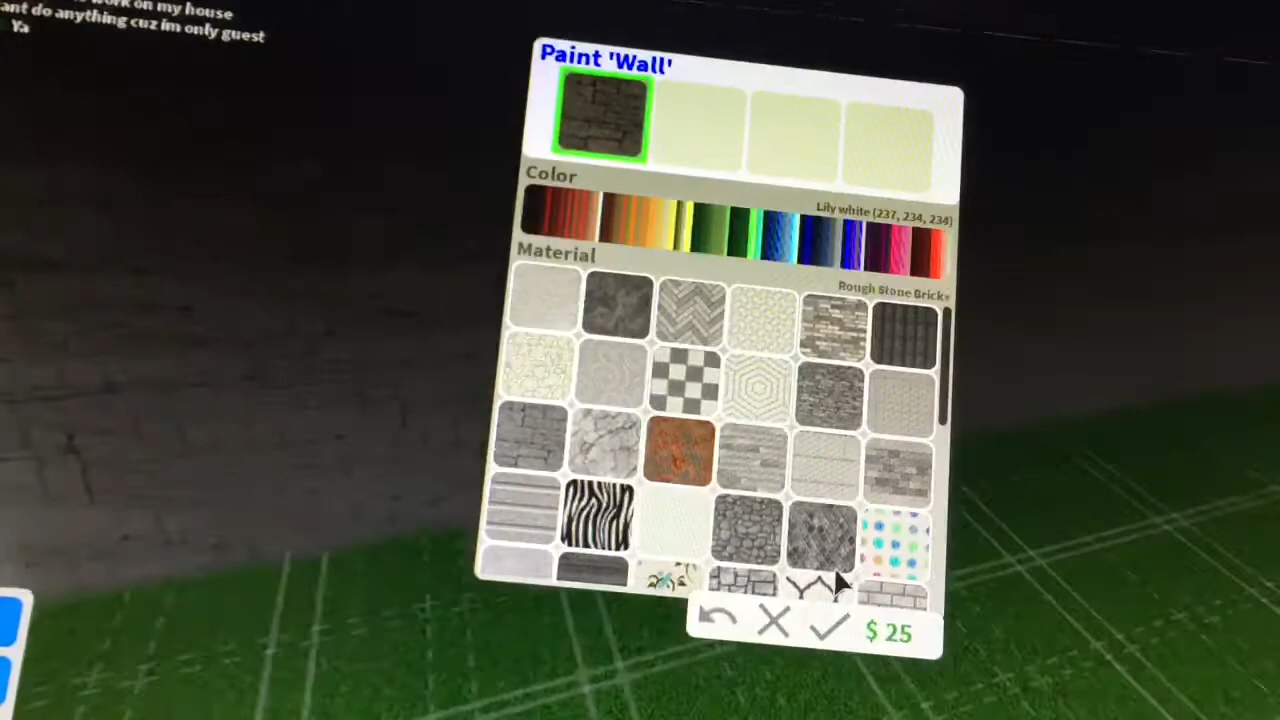 work on my house
ant do anything cuz im only guest
Ya
Paint 'Wall'
Color
Lily white (237, 234, 234)
Material
Rough Stone Bricks
$ 25